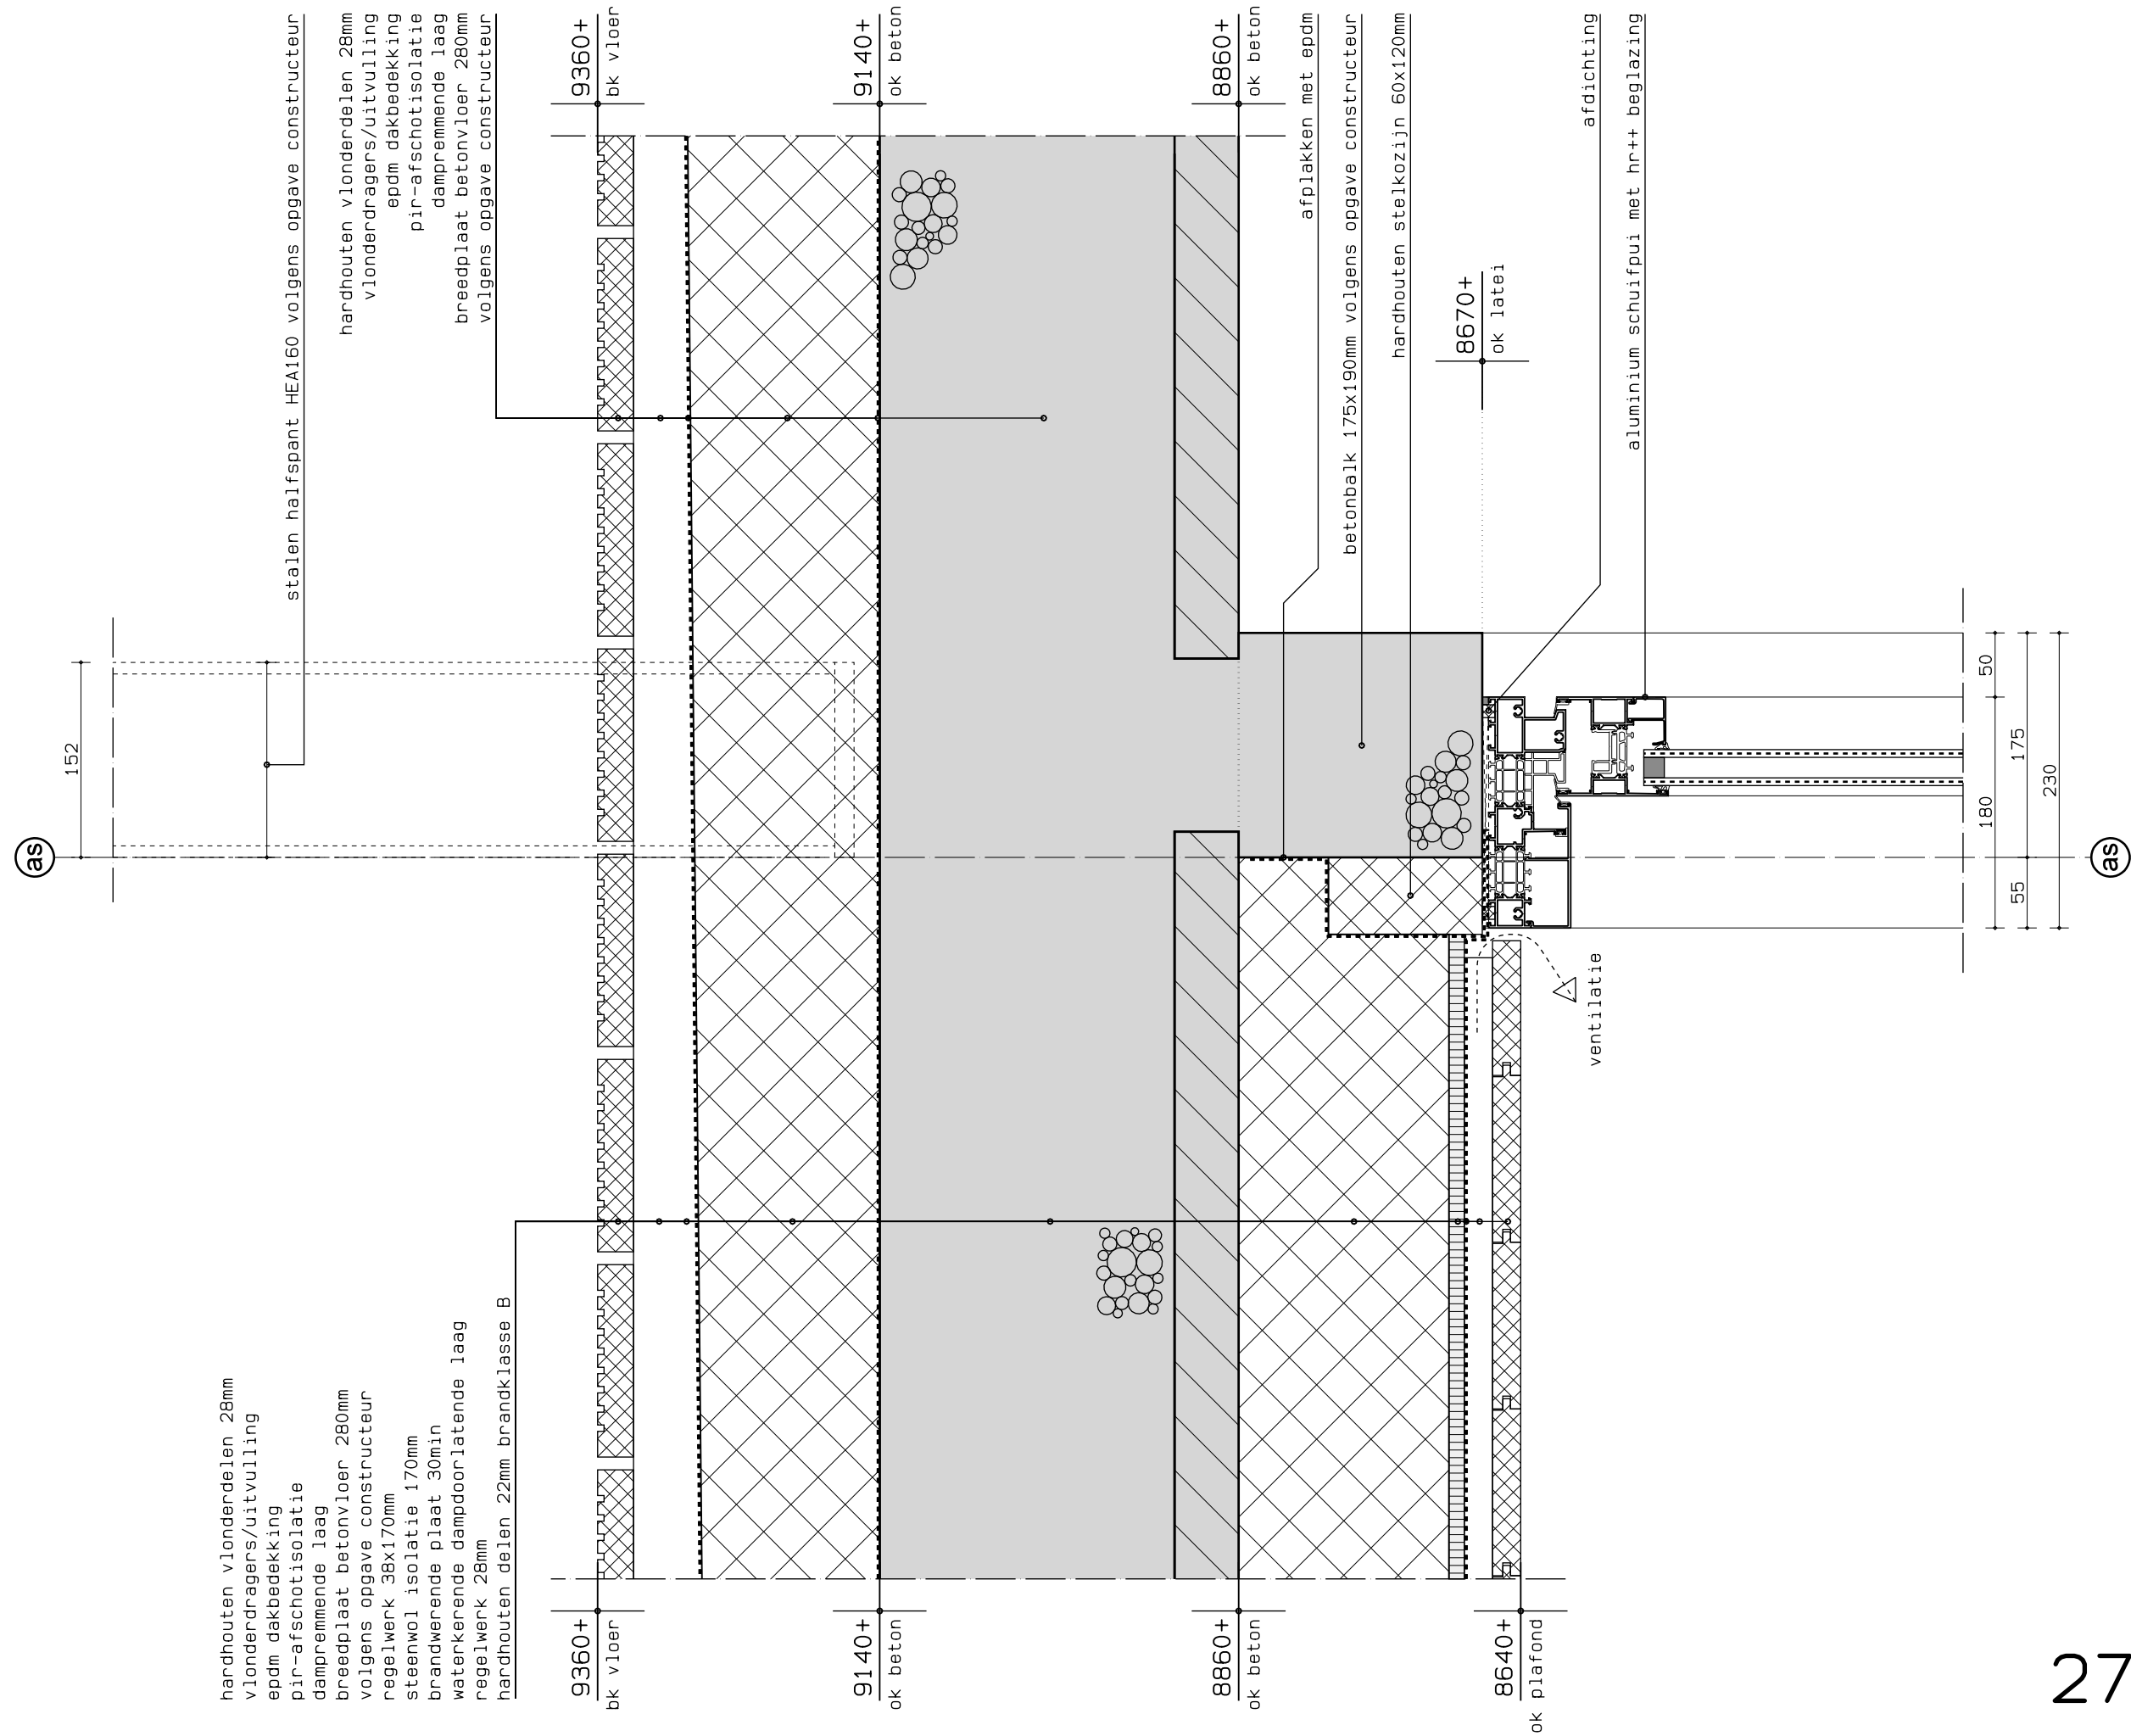 stalen halfspant HEA160 volgens opgave constructeur
hardhouten vlonderdelen 28mm
vlonderdragers/uitvulling
epdm dakbedekking
pir-afschotisolatie
dampremmende laag
breedplaat betonvloer 280mm
volgens opgave constructeur
9360+
bk vloer
9140+
ok beton
8860+
ok beton
afplakken met epdm
betonbalk 175x190mm volgens opgave constructeur
hardhouten stelkozijn 60x120mm
8670+
ok latei
afdichting
aluminium schuifpui met hr++ beglazing
152
as
50
180
175
55
230
as
ventilatie
hardhouten vlonderdelen 28mm
vlonderdragers/uitvulling
epdm dakbedekking
pir-afschotisolatie
dampremmende laag
breedplaat betonvloer 280mm
volgens opgave constructeur
regelwerk 38x170mm
steenwol isolatie 170mm
brandwerende plaat 30min
waterkerende dampdoorlatende laag
regelwerk 28mm
hardhouten delen 22mm brandklasse B
9360+
bk vloer
9140+
ok beton
8860+
ok beton
8640+
ok plafond
27